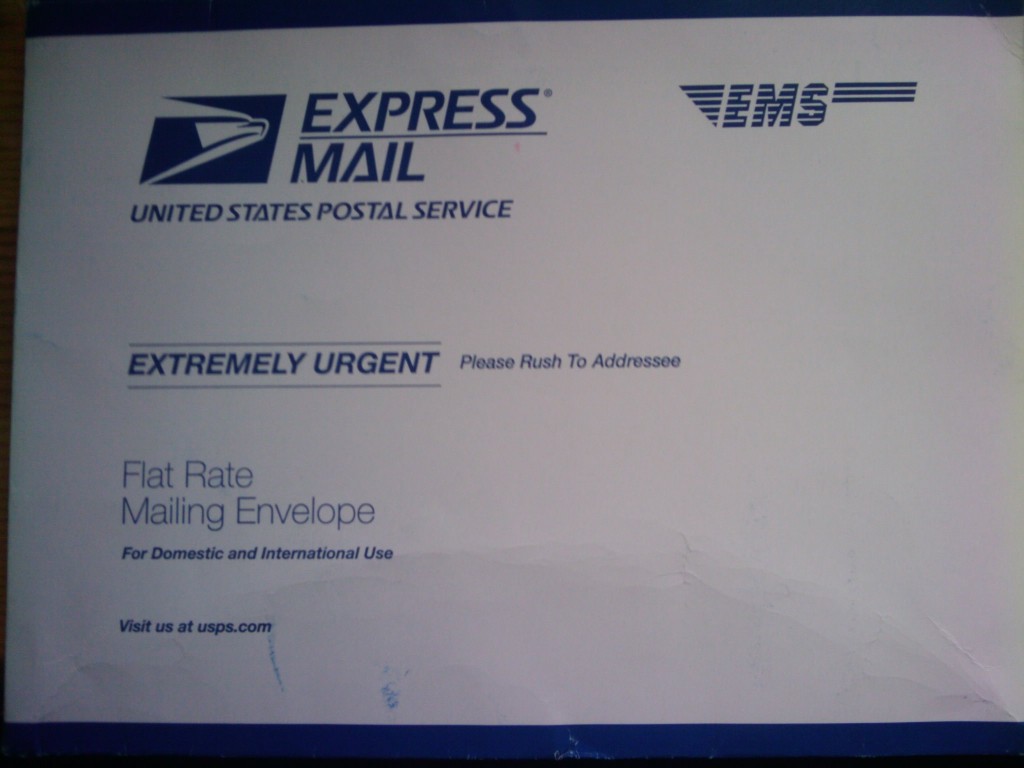 EXPRESS®
MAIL
UNITED STATES POSTAL SERVICE
EMS
EXTREMELY URGENT Please Rush To Addressee
Flat Rate
Mailing Envelope
For Domestic and International Use
Visit us at usps.com